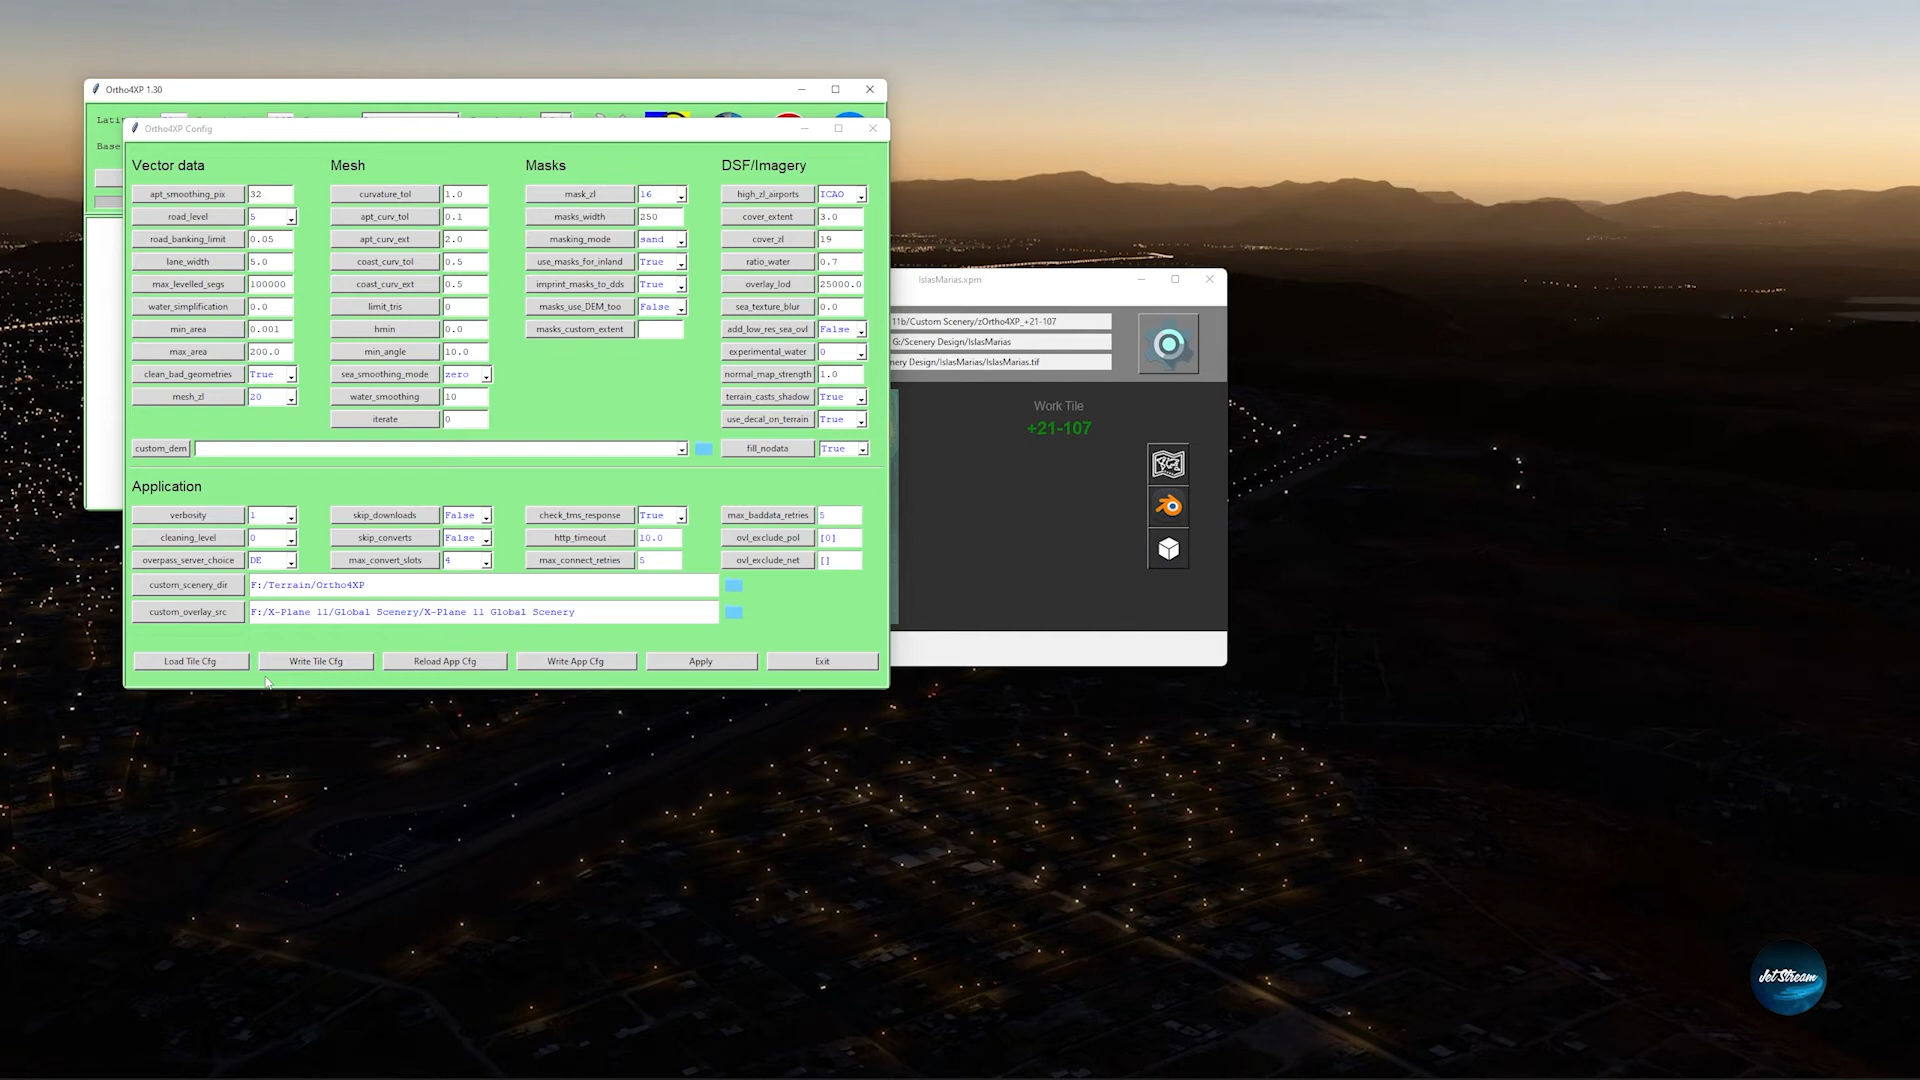 Ortho4XP 1.30
Base
Ortho4XP Config
Vector data Mesh Masks DSF/Imagery
apt_smoothing_pix 32 curvature_tol 1.0 mask_zl 16 high_zl_airports ICAO
road_level 5 apt_curv_tol 0.1 masks_width 250 cover_extent 3.0
road_banking_limit 0.05 apt_curv_ext 2.0 masking_mode sand cover_zl 19
lane_width 5.0 coast_curv_tol 0.5 use_masks_for_inland True ratio_water 0.7
max_levelled_segs 100000 coast_curv_ext 0.5 imprint_masks_to_dds True overlay_lod 25000.0
water_simplification 0.0 limit_tris 0 masks_use_DEM_too False sea_texture_blur 0.0
min_area 0.001 hmin 0.0 masks_custom_extent add_low_res_sea_ovl False
max_area 200.0 min_angle 10.0 experimental_water 0
clean_bad_geometries True sea_smoothing_mode zero normal_map_strength 1.0
mesh_zl 20 water_smoothing 10 terrain_casts_shadow True
iterate 0 use_decal_on_terrain True
custom_dem fill_nodata True
Application
verbosity 1 skip_downloads False check_tms_response True max_baddata_retries 5
cleaning_level 0 skip_converts False http_timeout 10.0 ovl_exclude_pol [0]
overpass_server_choice DE max_convert_slots 4 max_connect_retries 5 ovl_exclude_net []
custom_scenery_dir F:/Terrain/Ortho4XP
custom_overlay_src F:/X-Plane 11/Global Scenery/X-Plane 11 Global Scenery
Load Tile Cfg Write Tile Cfg Reload App Cfg Write App Cfg Apply Exit
IslasMarias.xpm
11b/Custom Scenery/zOrtho4XP_+21-107
G:/Scenery Design/IslasMarias
nery Design/IslasMarias/IslasMarias.tif
Work Tile
+21-107
Jet Stream